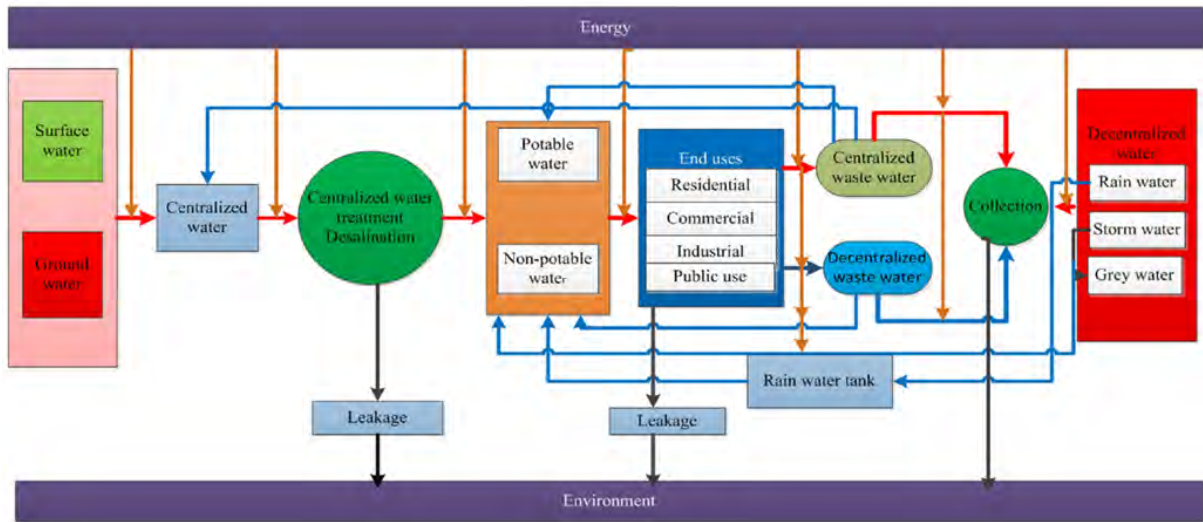 Energy
Surface
water
Ground
water
Centralized
water
Centralized water
treatment
Desalination
Potable
water
Non-potable
water
End uses
Residential
Commercial
Industrial
Public use
Centralized
waste water
Decentralized
waste water
Collection
Decentralized
water
Rain water
Storm water
Grey water
Rain water tank
Leakage
Leakage
Environment